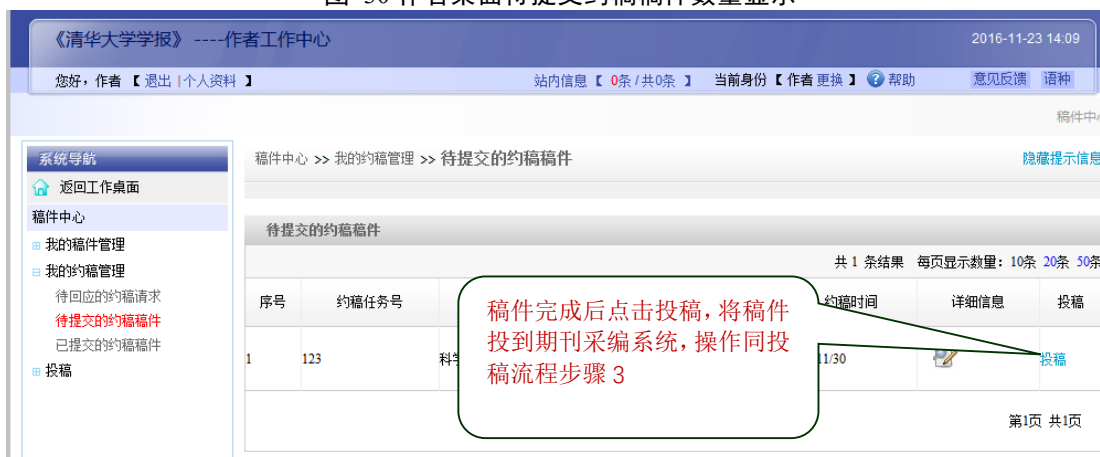 《清华大学学报》 ----作者工作中心
2016-11-23 14:09
您好，作者 【 退出 | 个人资料 】
站内信息【 0条 / 共0条 】 当前身份【 作者 更换 】 帮助 意见反馈 语种
稿件中
系统导航
稿件中心 >> 我的约稿管理 >> 待提交的约稿稿件
隐藏提示信息
返回工作桌面
稿件中心
待提交的约稿稿件
我的稿件管理
共 1 条结果 每页显示数量：10条 20条 50条
我的约稿管理
待回应的约稿请求
待提交的约稿稿件
已提交的约稿稿件
投稿
序号 约稿任务号 约稿时间 详细信息 投稿
稿件完成后点击投稿，将稿件
投到期刊采编系统，操作同投
稿流程步骤 3
1 123 科学 11/30 投稿
第1页 共1页